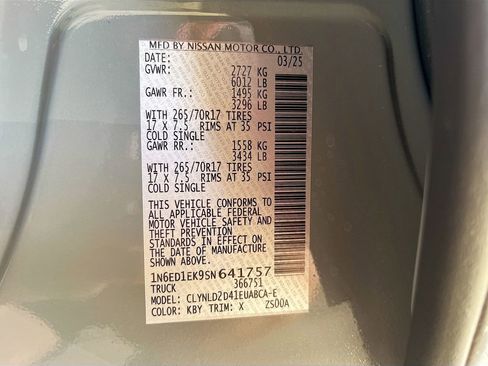 MFD BY NISSAN MOTOR CO., LTD.
DATE: 03/25
GVWR: 2727 KG
6012 LB
GAWR FR.: 1495 KG
3296 LB
WITH 265/70R17 TIRES
17 X 7.5 RIMS AT 35 PSI
COLD SINGLE
GAWR RR.: 1558 KG
3434 LB
WITH 265/70R17 TIRES
17 X 7.5 RIMS AT 35 PSI
COLD SINGLE
THIS VEHICLE CONFORMS TO
ALL APPLICABLE FEDERAL
MOTOR VEHICLE SAFETY AND
THEFT PREVENTION
STANDARDS IN EFFECT ON
THE DATE OF MANUFACTURE
SHOWN ABOVE.
1N6ED1EK9SN641757
TRUCK 366751
MODEL: CLYNLD2D41EUABCA-E
COLOR: KBY TRIM: X ZS00A